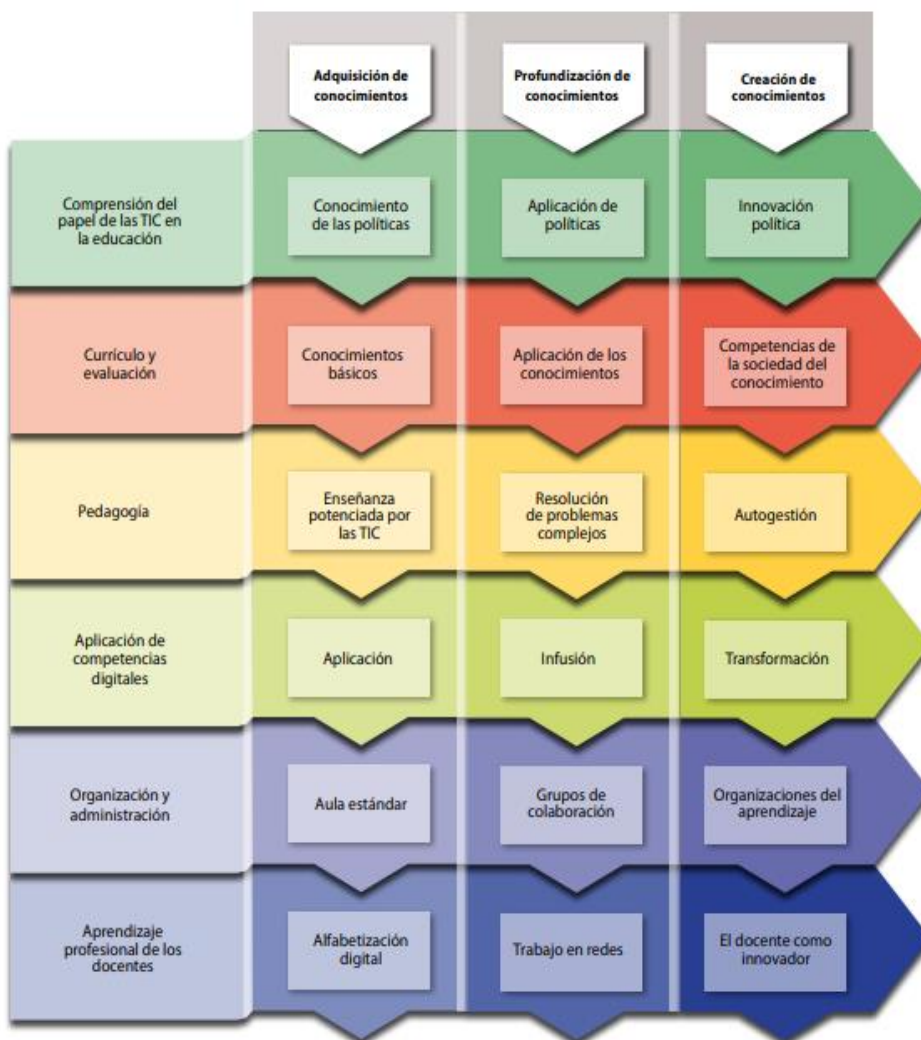 Adquisición de
conocimientos
Profundización de
conocimientos
Creación de
conocimientos
Comprensión del
papel de las TIC en
la educación
Conocimiento
de las políticas
Aplicación de
políticas
Innovación
política
Currículo y
evaluación
Conocimientos
básicos
Aplicación de los
conocimientos
Competencias de
la sociedad del
conocimiento
Pedagogía
Enseñanza
potenciada por
las TIC
Resolución
de problemas
complejos
Autogestión
Aplicación de
competencias
digitales
Aplicación
Infusión
Transformación
Organización y
administración
Aula estándar
Grupos de
colaboración
Organizaciones del
aprendizaje
Aprendizaje
profesional de los
docentes
Alfabetización
digital
Trabajo en redes
El docente como
innovador